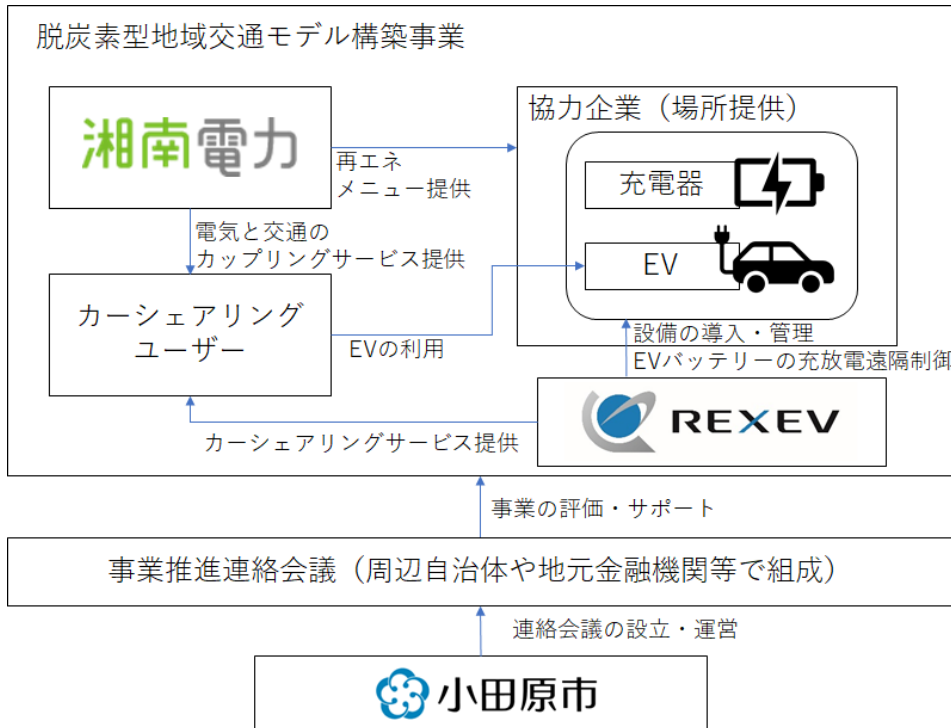 脱炭素型地域交通モデル構築事業
湘南電力
再エネ
メニュー提供
協力企業（場所提供）
充電器
EV
電気と交通の
カップリングサービス提供
カーシェアリング
ユーザー
EVの利用
設備の導入・管理
EVバッテリーの充放電遠隔制御
REXEV
カーシェアリングサービス提供
事業の評価・サポート
事業推進連絡会議（周辺自治体や地元金融機関等で組成）
連絡会議の設立・運営
小田原市